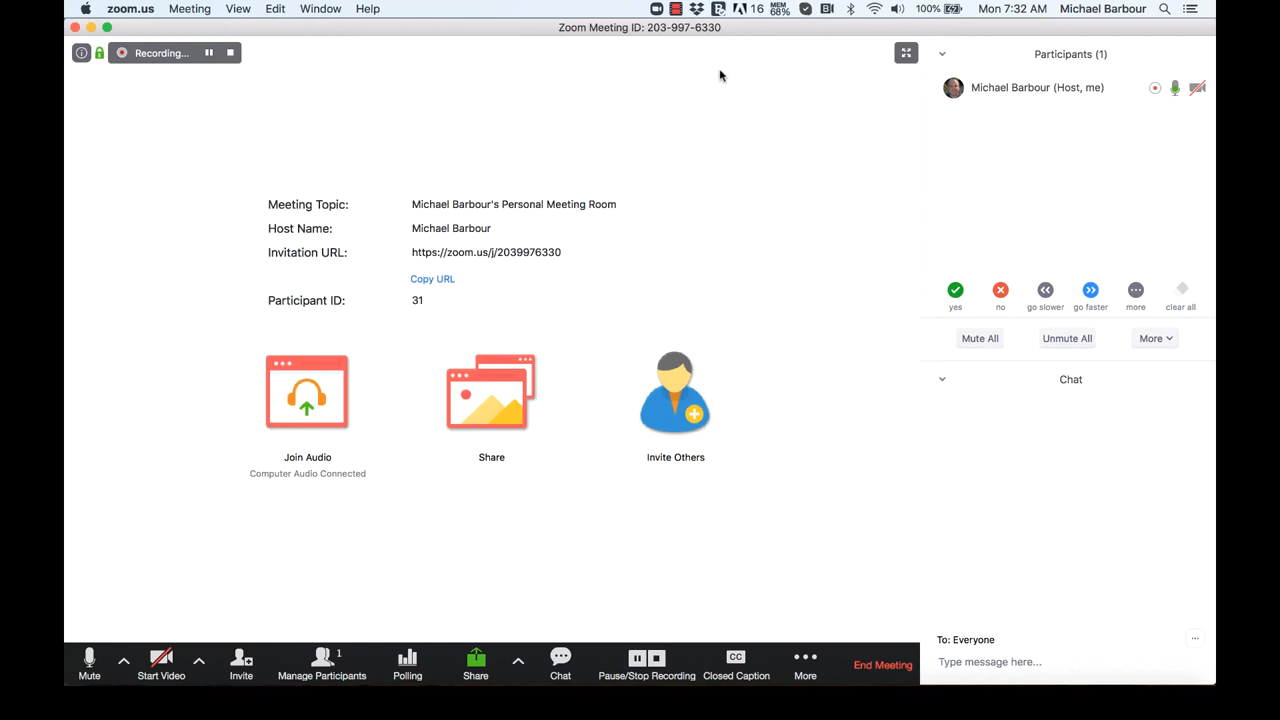 zoom.us Meeting View Edit Window Help 16 MEM 68% 100% Mon 7:32 AM Michael Barbour
Zoom Meeting ID: 203-997-6330
Recording...
Participants (1)
Michael Barbour (Host, me)
Meeting Topic: Michael Barbour's Personal Meeting Room
Host Name: Michael Barbour
Invitation URL: https://zoom.us/j/2039976330
Copy URL
Participant ID: 31
yes no go slower go faster more clear all
Mute All Unmute All More
Chat
Join Audio Share Invite Others
Computer Audio Connected
To: Everyone
Type message here...
Mute Start Video Invite Manage Participants 1 Polling Share Chat Pause/Stop Recording CC Closed Caption More End Meeting